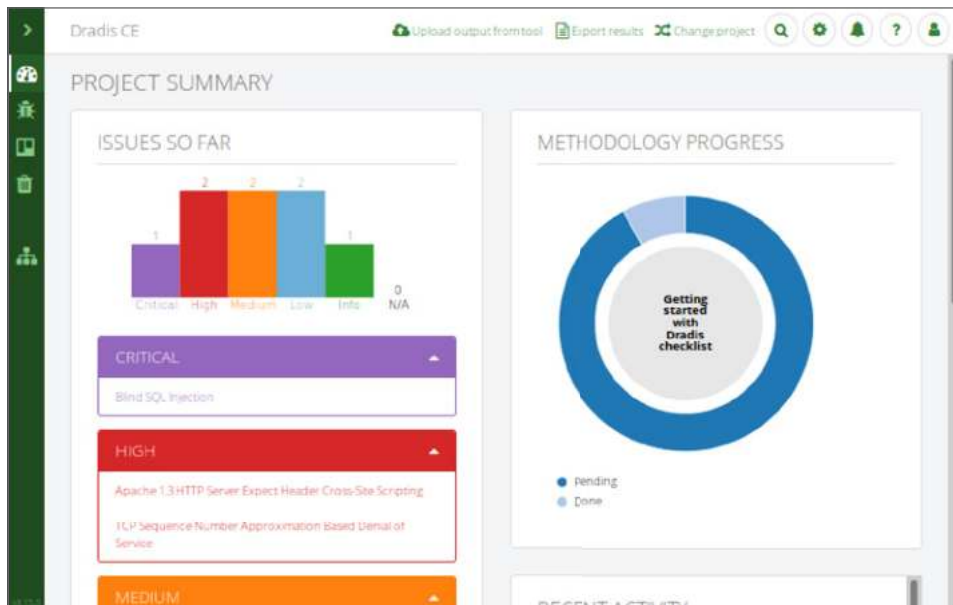 Dradis CE
Upload output from tool
Export results
Change project
?
PROJECT SUMMARY
ISSUES SO FAR
1
2
2
2
1
0
Critical
High
Medium
Low
Info
N/A
CRITICAL
Blind SQL Injection
HIGH
Apache 1.3 HTTP Server Expect Header Cross-Site Scripting
TCP Sequence Number Approximation Based Denial of
Service
MEDIUM
METHODOLOGY PROGRESS
Getting
started
with
Dradis
checklist
Pending
Done
RECENT ACTIVITY